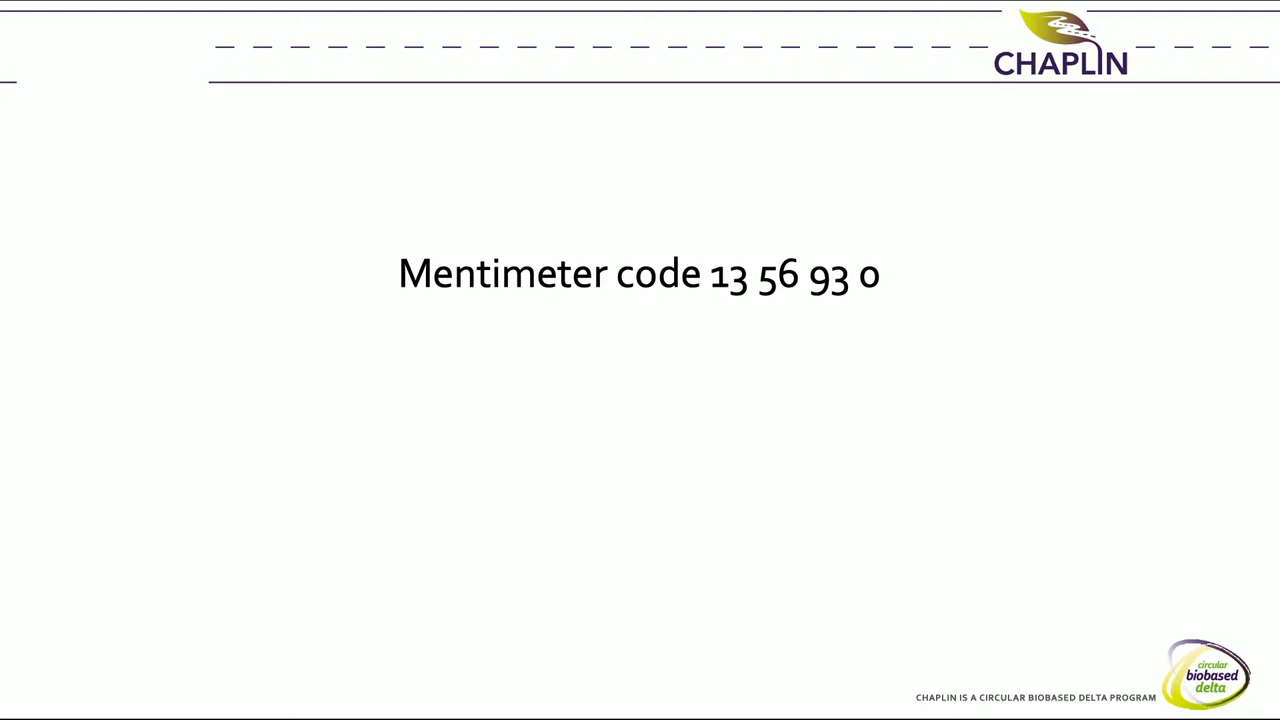 CHAPLIN
Mentimeter code 13 56 93 0
CHAPLIN IS A CIRCULAR BIOBASED DELTA PROGRAM
circular
biobased
delta